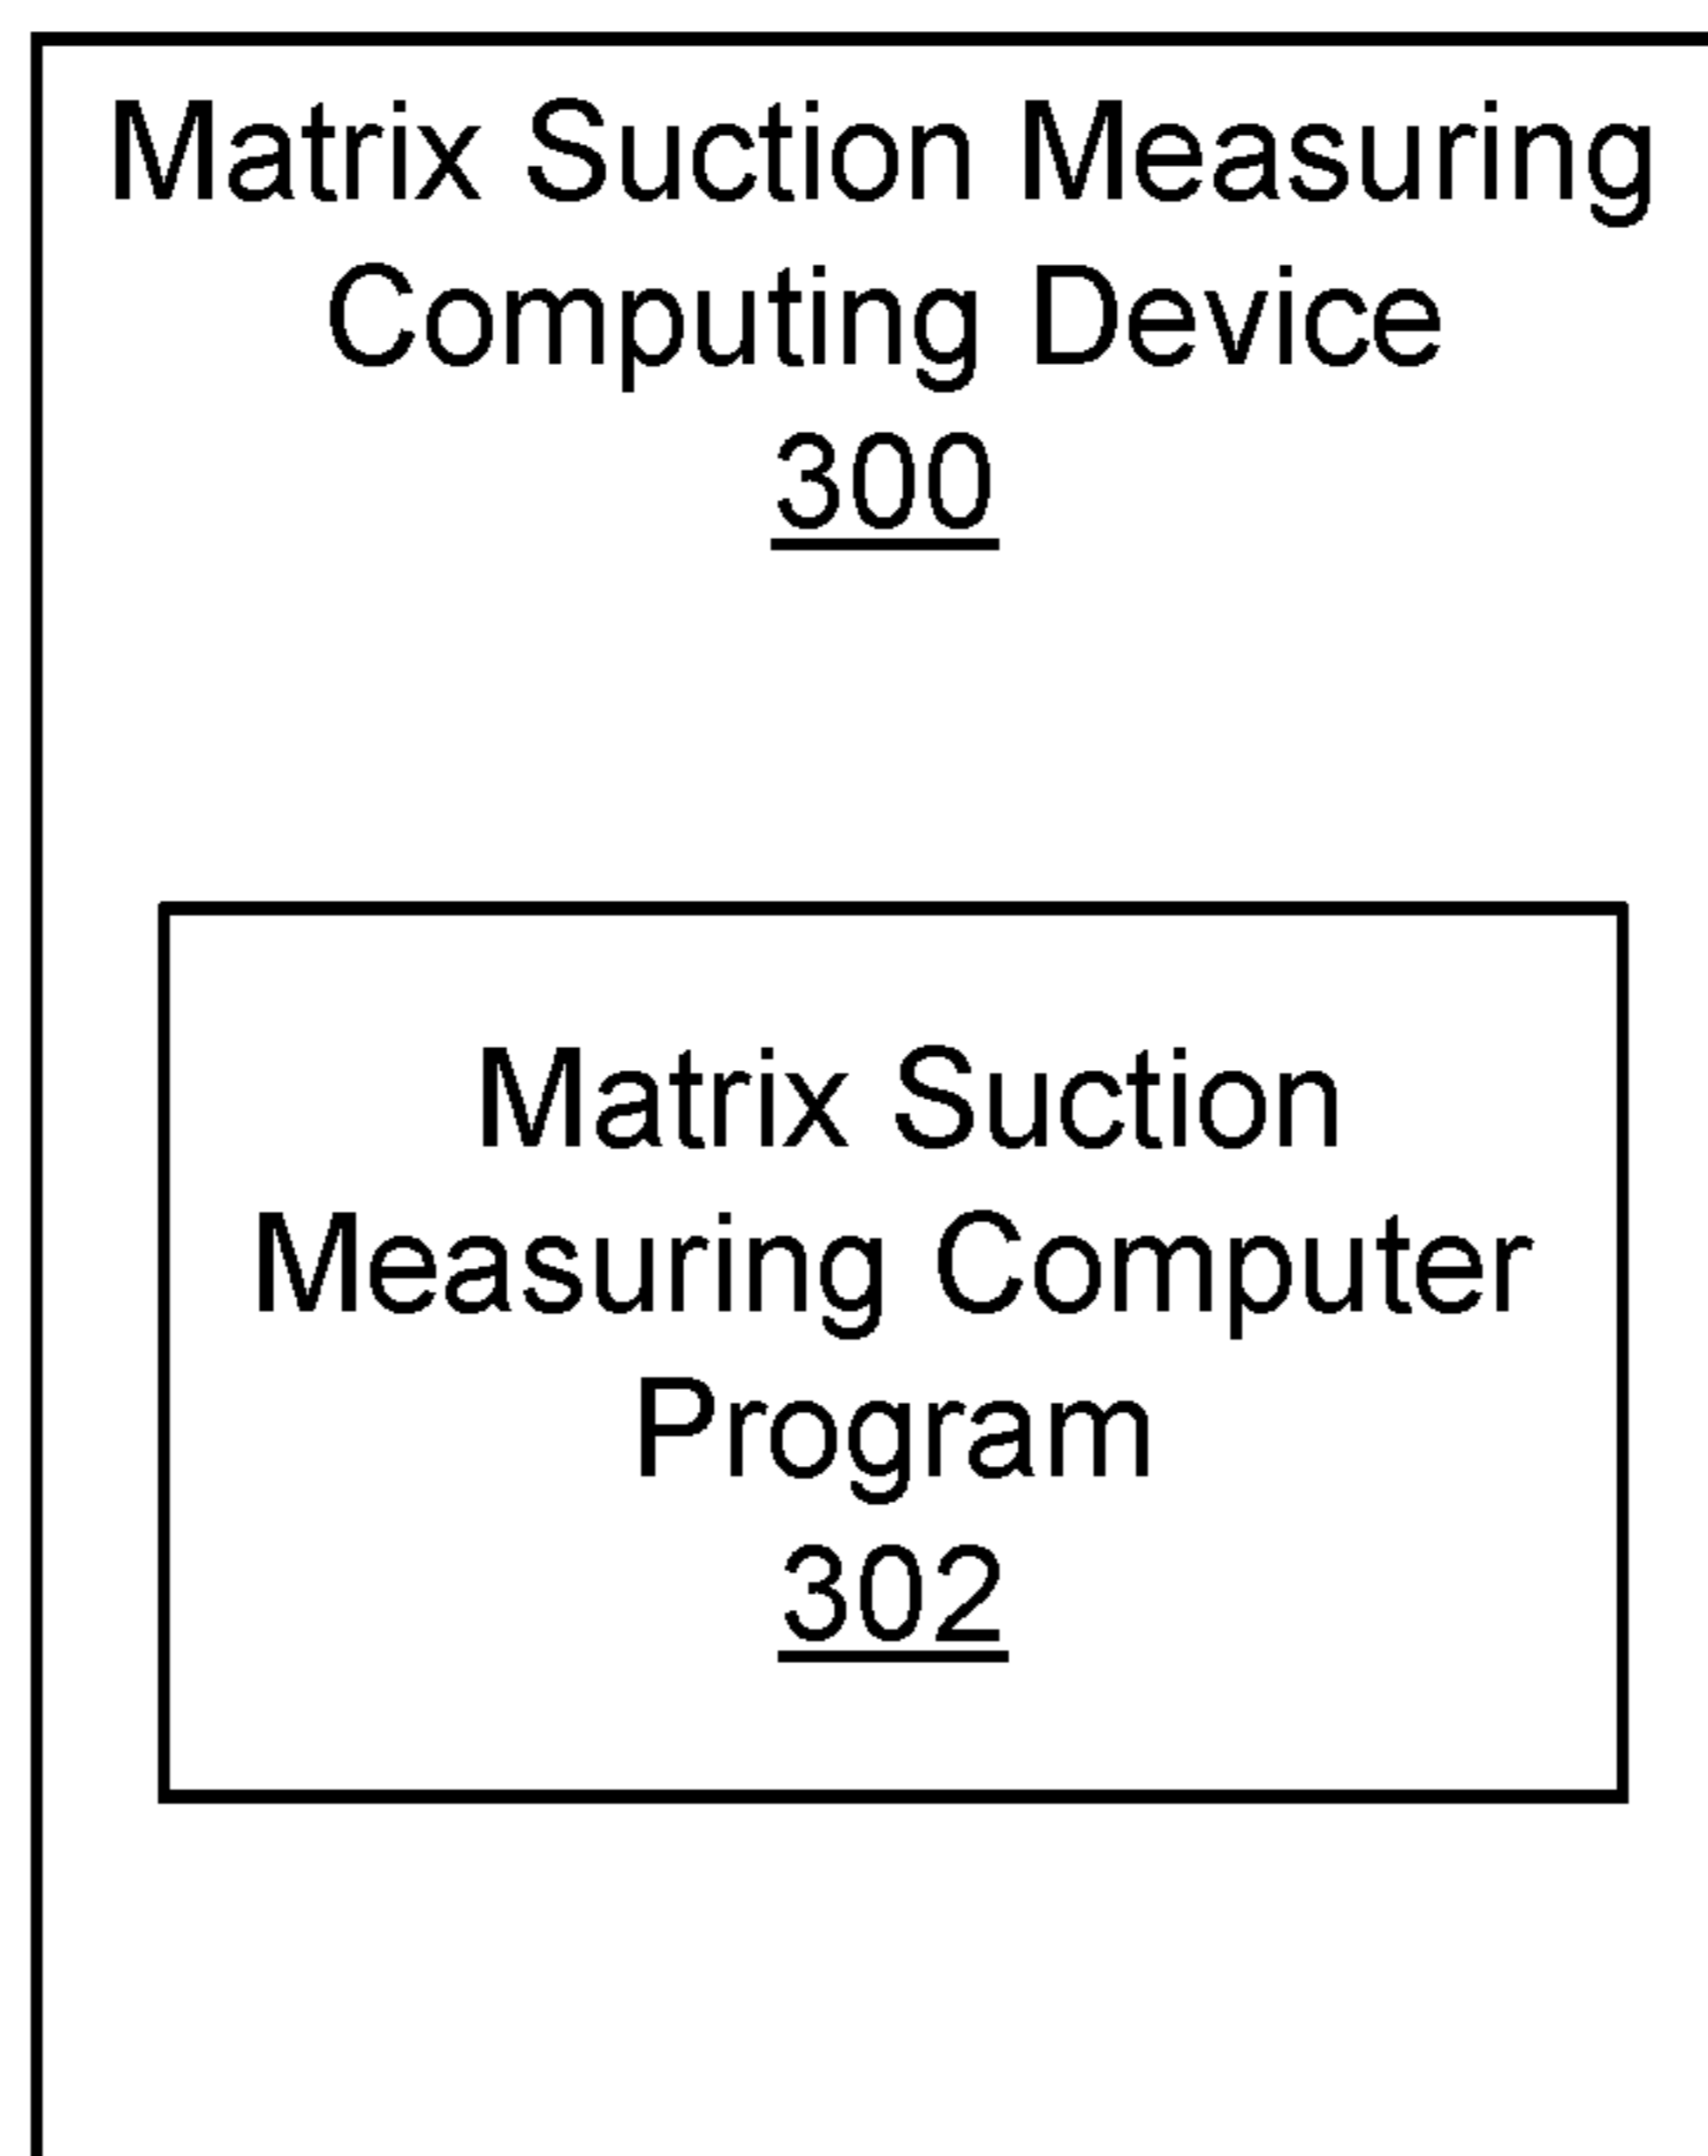 Matrix Suction Measuring
Computing Device
300
Matrix Suction
Measuring Computer
Program
302